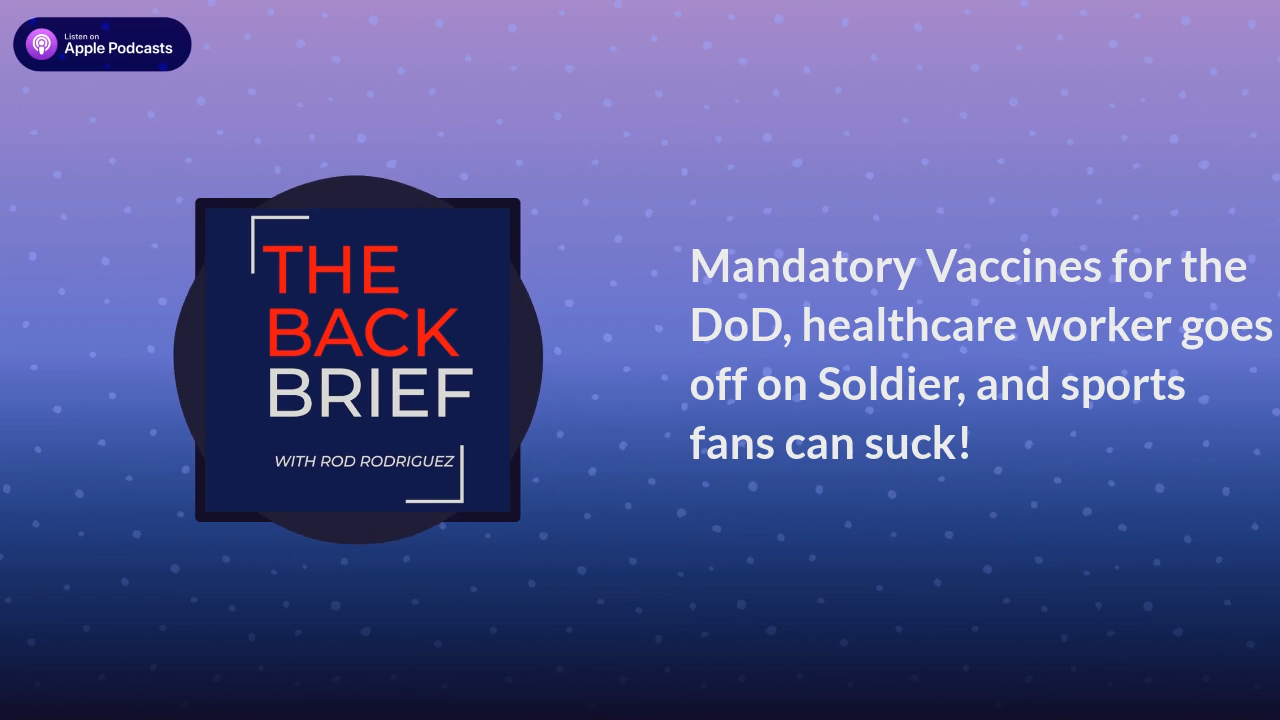 Listen on
Apple Podcasts
THE
BACK
BRIEF
WITH ROD RODRIGUEZ
Mandatory Vaccines for the
DoD, healthcare worker goes
off on Soldier, and sports
fans can suck!